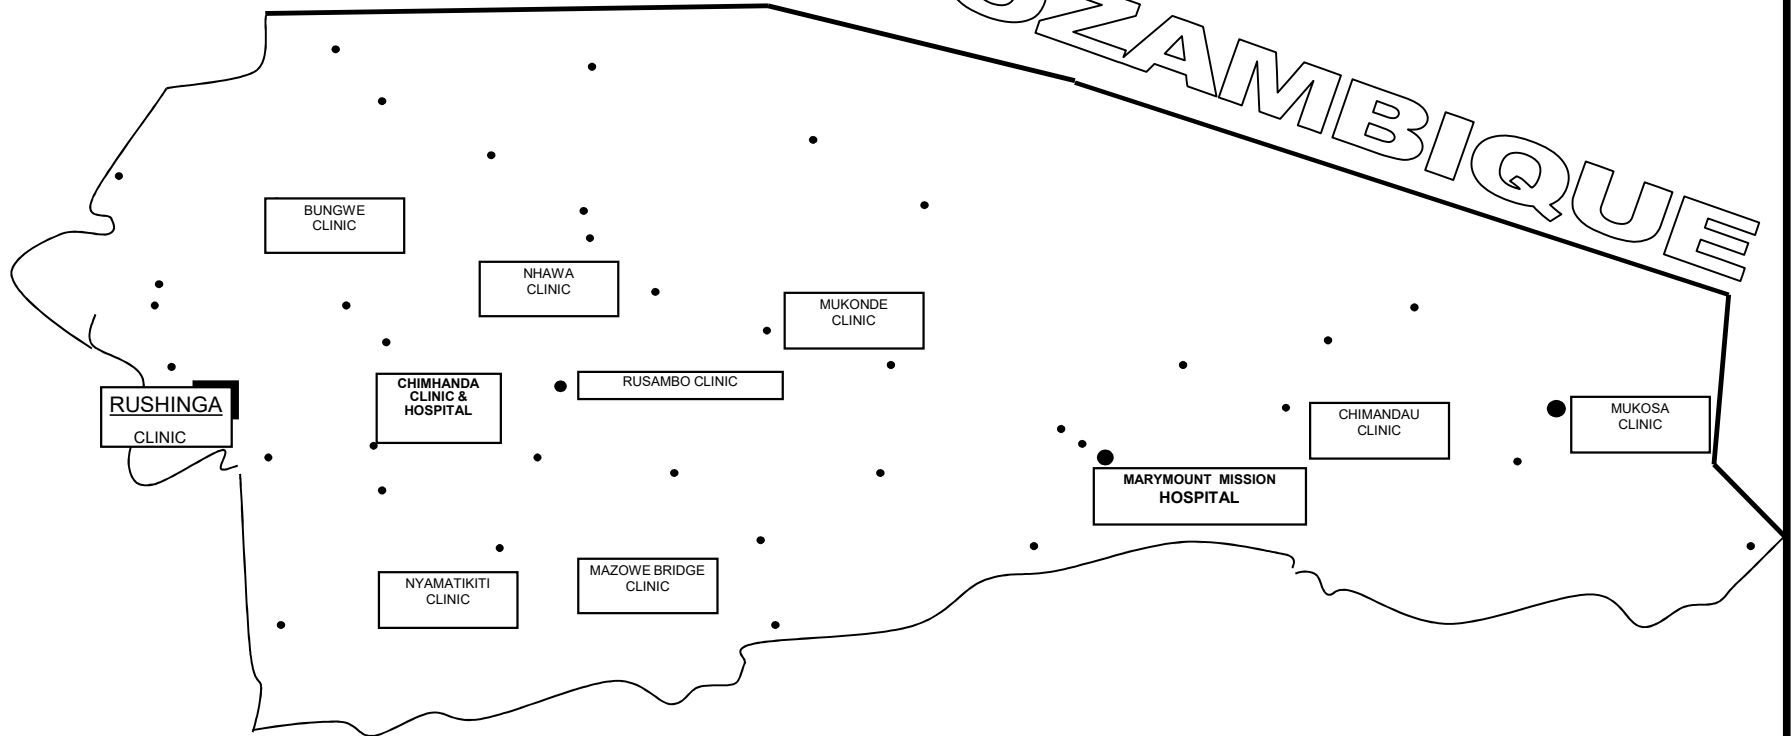 OZAMBIQUE
BUNGWE
CLINIC
NHAWA
CLINIC
MUKONDE
CLINIC
CHIMHANDA
CLINIC &
HOSPITAL
RUSAMBO CLINIC
RUSHINGA
CLINIC
CHIMANDAU
CLINIC
MUKOSA
CLINIC
MARYMOUNT MISSION
HOSPITAL
NYAMATIKITI
CLINIC
MAZOWE BRIDGE
CLINIC